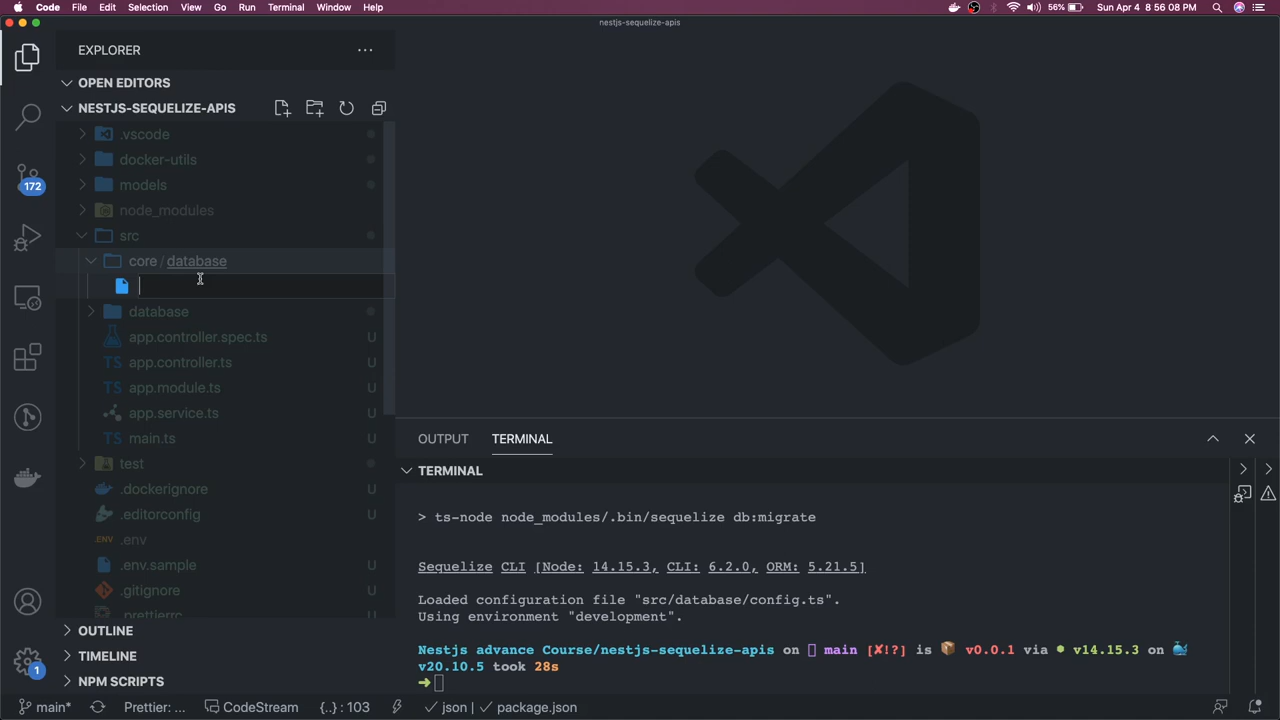 Code File Edit Selection View Go Run Terminal Window Help 56% Sun Apr 4 8 56 08 PM
nestjs-sequelize-apis
EXPLORER
OPEN EDITORS
NESTJS-SEQUELIZE-APIS
.vscode
docker-utils
models
node_modules
src
core / database
database
app.controller.spec.ts U
TS app.controller.ts U
TS app.module.ts U
app.service.ts U
TS main.ts U
test
.dockerignore U
.editorconfig U
.env
.env.sample U
.gitignore U
.prettierrc
OUTLINE
TIMELINE
NPM SCRIPTS
172
1
OUTPUT TERMINAL
TERMINAL
> ts-node node_modules/.bin/sequelize db:migrate
Sequelize CLI [Node: 14.15.3, CLI: 6.2.0, ORM: 5.21.5]
Loaded configuration file "src/database/config.ts".
Using environment "development".
Nestjs advance Course/nestjs-sequelize-apis on main [✘!?] is 📦 v0.0.1 via ⬢ v14.15.3 on 🐳
v20.10.5 took 28s
➜
main* Prettier: ... CodeStream {..} : 103 ✓ json | ✓ package.json